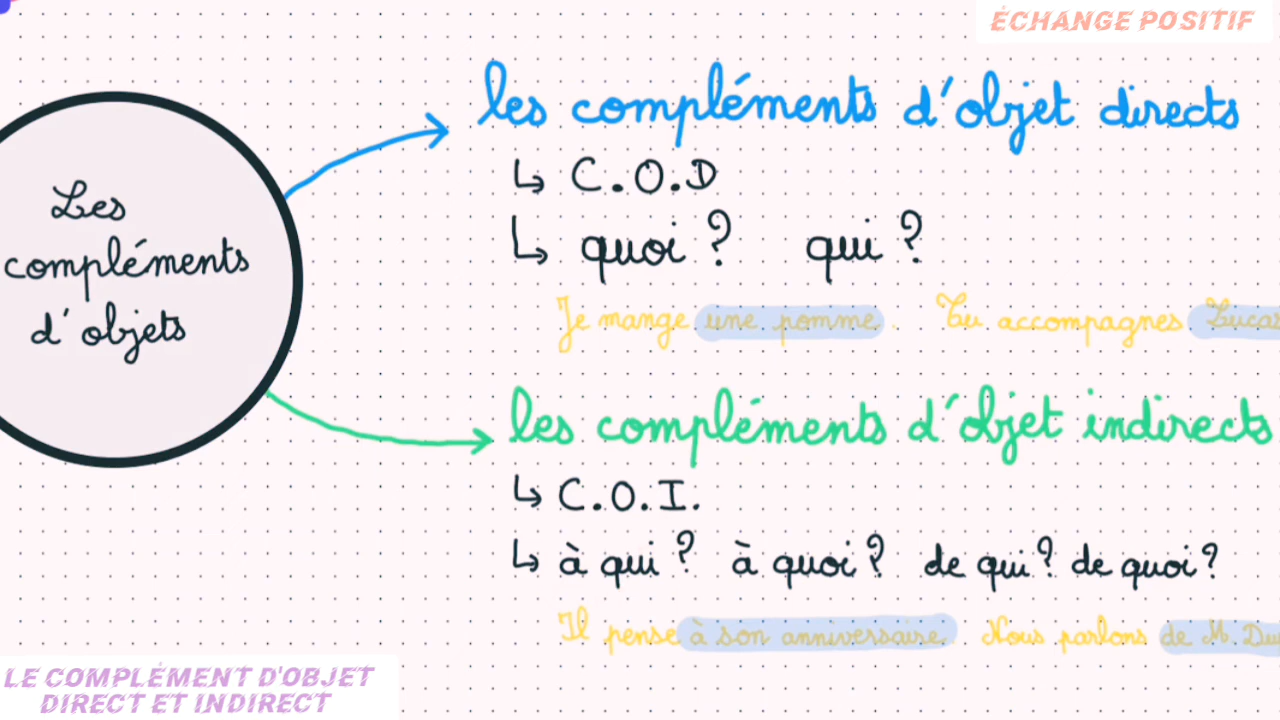 ÉCHANGE POSITIF
Les
compléments
d'objets
les compléments d'objet directs
↳ C.O.D
↳ quoi ? qui ?
Je mange une pomme. Tu accompagnes Lucas
les compléments d'objet indirects
↳ C.O.I.
↳ à qui ? à quoi ? de qui ? de quoi ?
Il pense à son anniversaire. Nous parlons de M.
LE COMPLÉMENT D'OBJET
DIRECT ET INDIRECT